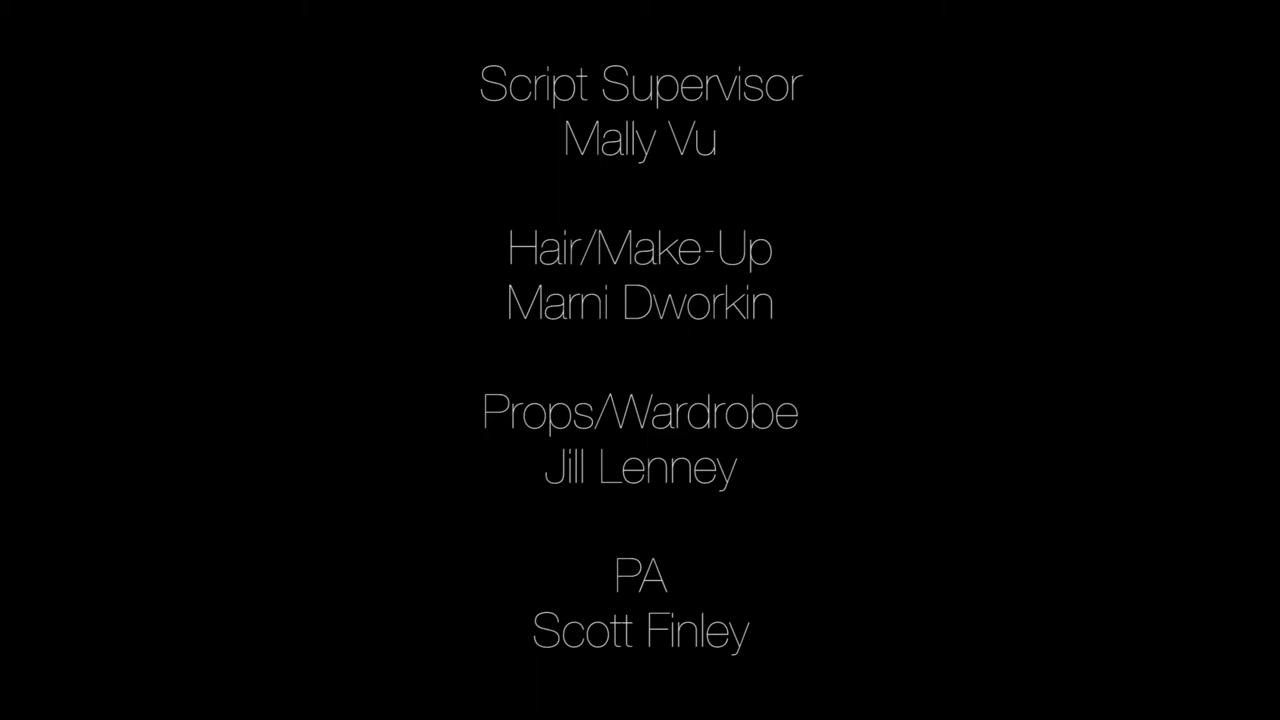 Script Supervisor
Mally Vu
Hair/Make-Up
Marni Dworkin
Props/Wardrobe
Jill Lenney
PA
Scott Finley